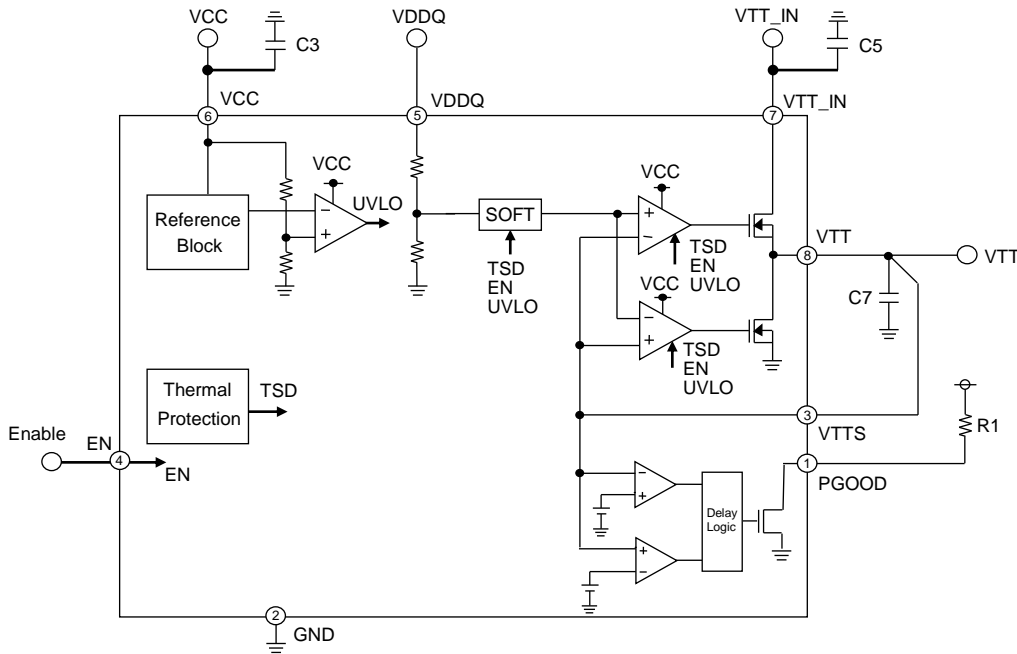 VCC
VDDQ
VTT_IN
C3
C5
VCC
VDDQ
VTT_IN
6
5
7
VCC
UVLO
Reference
Block
−
+
SOFT
TSD
EN
UVLO
VCC
+
−
TSD
EN
UVLO
VTT
8
VTT
C7
VCC
−
+
TSD
EN
UVLO
Thermal
Protection
TSD
3
VTTS
R1
Enable
EN
4
EN
1
PGOOD
−
+
Delay
Logic
+
−
2
GND